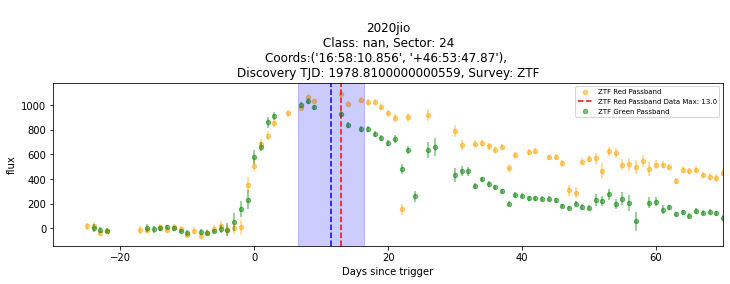 2020jio
Class: nan, Sector: 24
Coords:('16:58:10.856', '+46:53:47.87'),
Discovery TJD: 1978.8100000000559, Survey: ZTF
ZTF Red Passband
ZTF Red Passband Data Max: 13.0
ZTF Green Passband
1000
800
600
400
200
0
flux
−20
0
20
40
60
Days since trigger